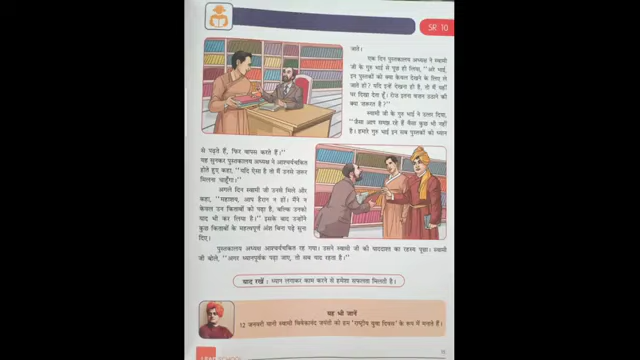 SR 10
जाते।
एक दिन पुस्तकालय अध्यक्ष ने स्वामी
जी के गुरु भाई से पूछ ही लिया, "अरे भाई,
इन पुस्तकों को क्या केवल देखने के लिए ले
जाते हो? यदि इन्हें देखना ही है, तो मैं यहीं
पर दिखा देता हूँ। रोज़ इतना वजन उठाने की
क्या ज़रूरत है?"
स्वामी जी के गुरु भाई ने उत्तर दिया,
"जैसा आप समझ रहे हैं वैसा कुछ भी नहीं
है। हमारे गुरु भाई इन सब पुस्तकों को ध्यान
से पढ़ते हैं, फिर वापस करते हैं।"
यह सुनकर पुस्तकालय अध्यक्ष ने आश्चर्यचकित
होते हुए कहा, "यदि ऐसा है तो मैं उनसे ज़रूर
मिलना चाहूँगा।"
अगले दिन स्वामी जी उनसे मिले और
कहा, "महाशय, आप हैरान न हों। मैंने न
केवल उन किताबों को पढ़ा है, बल्कि उनको
याद भी कर लिया है।" इसके बाद उन्होंने
कुछ किताबों के महत्वपूर्ण अंश बिना पढ़े सुना
दिए।
पुस्तकालय अध्यक्ष आश्चर्यचकित रह गया। उसने स्वामी जी की याददाश्त का रहस्य पूछा। स्वामी
जी बोले, "अगर ध्यानपूर्वक पढ़ा जाए, तो सब याद रहता है।"
याद रखें: ध्यान लगाकर काम करने से हमेशा सफलता मिलती है।
यह भी जानें
12 जनवरी यानी स्वामी विवेकानंद जयंती को हम 'राष्ट्रीय युवा दिवस' के रूप में मनाते हैं।
LEAD SCHOOL